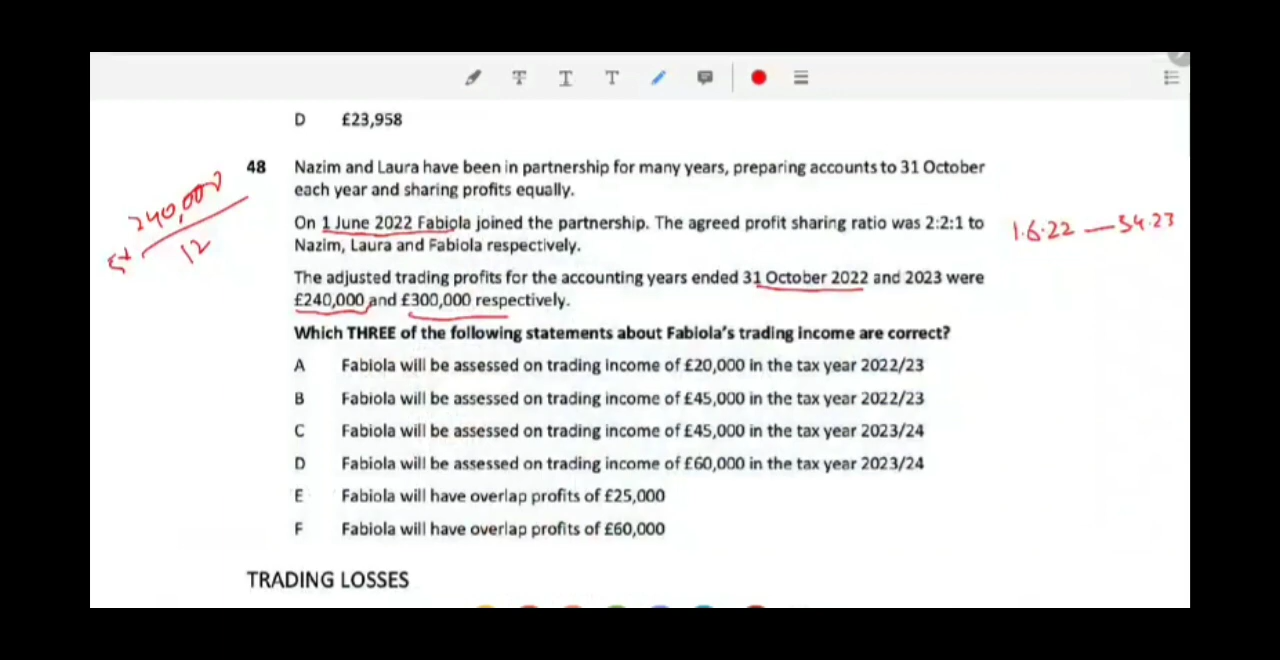 D £23,958
48 Nazim and Laura have been in partnership for many years, preparing accounts to 31 October
each year and sharing profits equally.
240,000
12
5*
On 1 June 2022 Fabiola joined the partnership. The agreed profit sharing ratio was 2:2:1 to
1.6.22 — 54.23
Nazim, Laura and Fabiola respectively.
The adjusted trading profits for the accounting years ended 31 October 2022 and 2023 were
£240,000 and £300,000 respectively.
Which THREE of the following statements about Fabiola's trading income are correct?
A Fabiola will be assessed on trading income of £20,000 in the tax year 2022/23
B Fabiola will be assessed on trading income of £45,000 in the tax year 2022/23
C Fabiola will be assessed on trading income of £45,000 in the tax year 2023/24
D Fabiola will be assessed on trading income of £60,000 in the tax year 2023/24
E Fabiola will have overlap profits of £25,000
F Fabiola will have overlap profits of £60,000
TRADING LOSSES